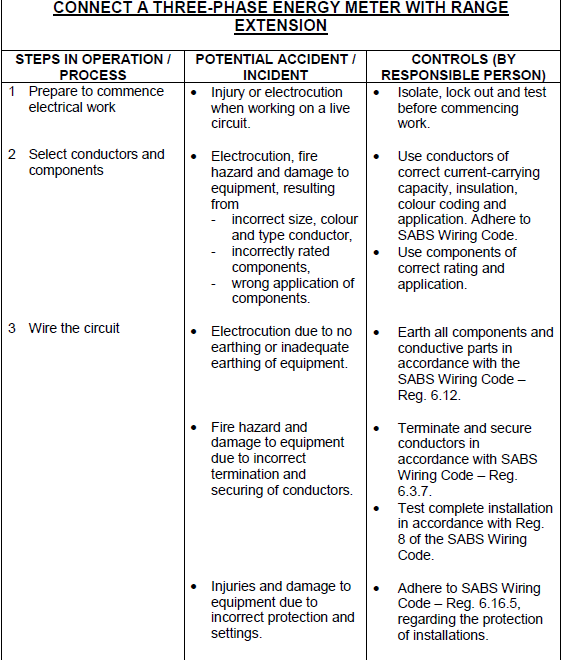 CONNECT A THREE-PHASE ENERGY METER WITH RANGE
EXTENSION
STEPS IN OPERATION /
PROCESS
POTENTIAL ACCIDENT /
INCIDENT
CONTROLS (BY
RESPONSIBLE PERSON)
1 Prepare to commence
electrical work
• Injury or electrocution
when working on a live
circuit.
• Isolate, lock out and test
before commencing
work.
2 Select conductors and
components
• Electrocution, fire
hazard and damage to
equipment, resulting
from
- incorrect size, colour
and type conductor,
- incorrectly rated
components,
- wrong application of
components.
• Use conductors of
correct current-carrying
capacity, insulation,
colour coding and
application. Adhere to
SABS Wiring Code.
• Use components of
correct rating and
application.
3 Wire the circuit
• Electrocution due to no
earthing or inadequate
earthing of equipment.
• Earth all components and
conductive parts in
accordance with the
SABS Wiring Code –
Reg. 6.12.
• Fire hazard and
damage to equipment
due to incorrect
termination and
securing of conductors.
• Terminate and secure
conductors in
accordance with SABS
Wiring Code – Reg.
6.3.7.
• Test complete installation
in accordance with Reg.
8 of the SABS Wiring
Code.
• Injuries and damage to
equipment due to
incorrect protection and
settings.
• Adhere to SABS Wiring
Code – Reg. 6.16.5,
regarding the protection
of installations.